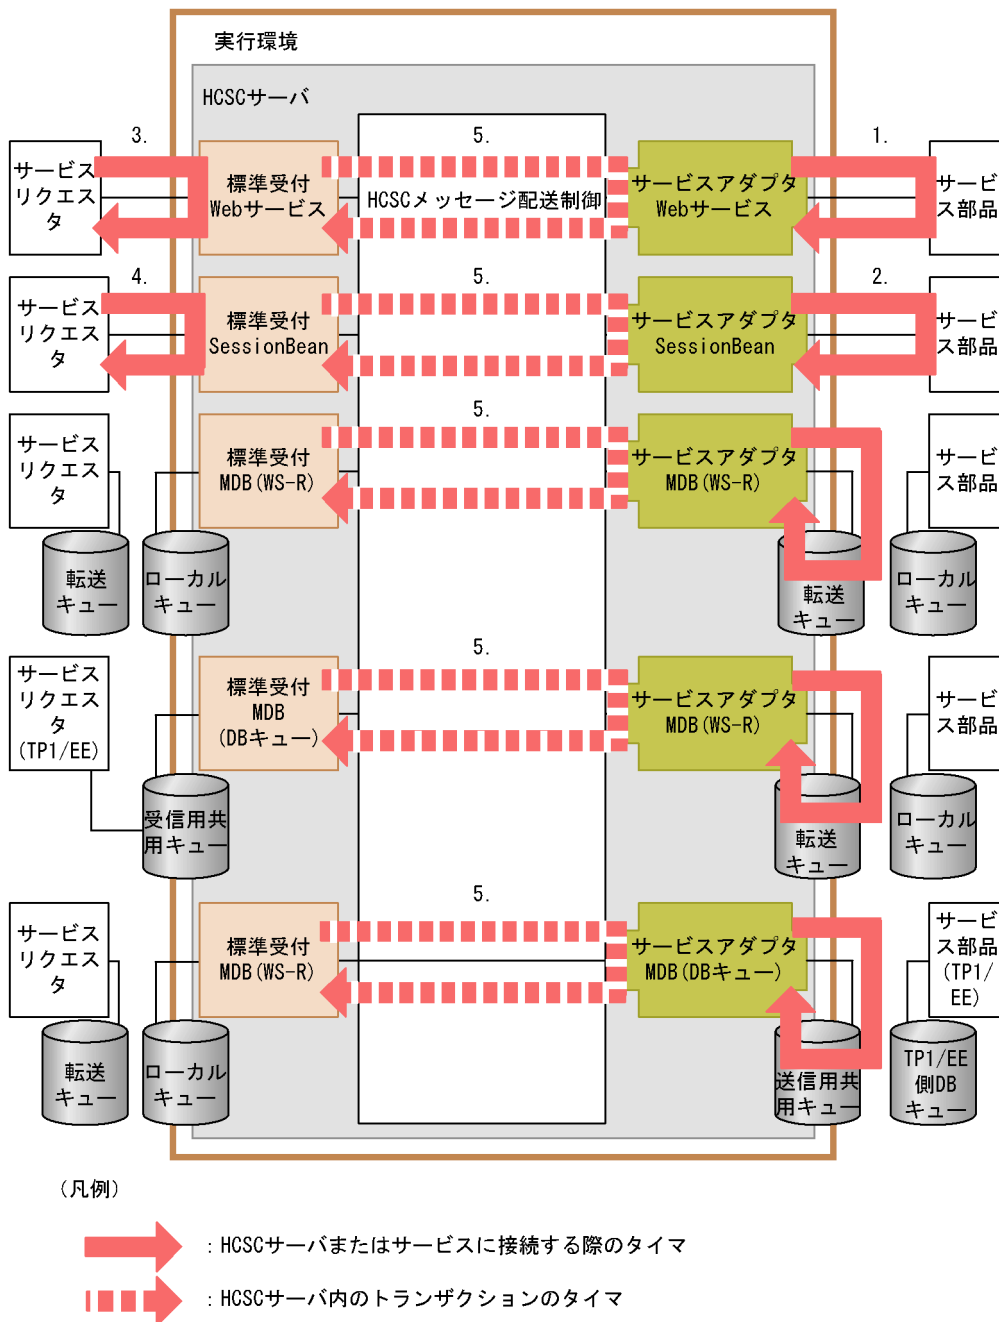 実行環境
HCSCサーバ
3.
5.
1.
サービス
リクエス
タ
標準受付
Webサービス
HCSCメッセージ配送制御
サービスアダプタ
Webサービス
サービ
ス部品
4.
5.
2.
サービス
リクエス
タ
標準受付
SessionBean
サービスアダプタ
SessionBean
サービ
ス部品
5.
サービス
リクエス
タ
標準受付
MDB(WS-R)
サービスアダプタ
MDB(WS-R)
サービ
ス部品
転送
キュー
ローカル
キュー
転送
キュー
ローカル
キュー
5.
サービス
リクエス
タ
(TP1/EE)
標準受付
MDB
(DBキュー)
サービスアダプタ
MDB(WS-R)
サービ
ス部品
受信用共
用キュー
転送
キュー
ローカル
キュー
5.
サービス
リクエス
タ
標準受付
MDB(WS-R)
サービスアダプタ
MDB(DBキュー)
サービ
ス部品
(TP1/
EE)
転送
キュー
ローカル
キュー
送信用共
用キュー
TP1/EE
側DB
キュー
(凡例)
:HCSCサーバまたはサービスに接続する際のタイマ
:HCSCサーバ内のトランザクションのタイマ